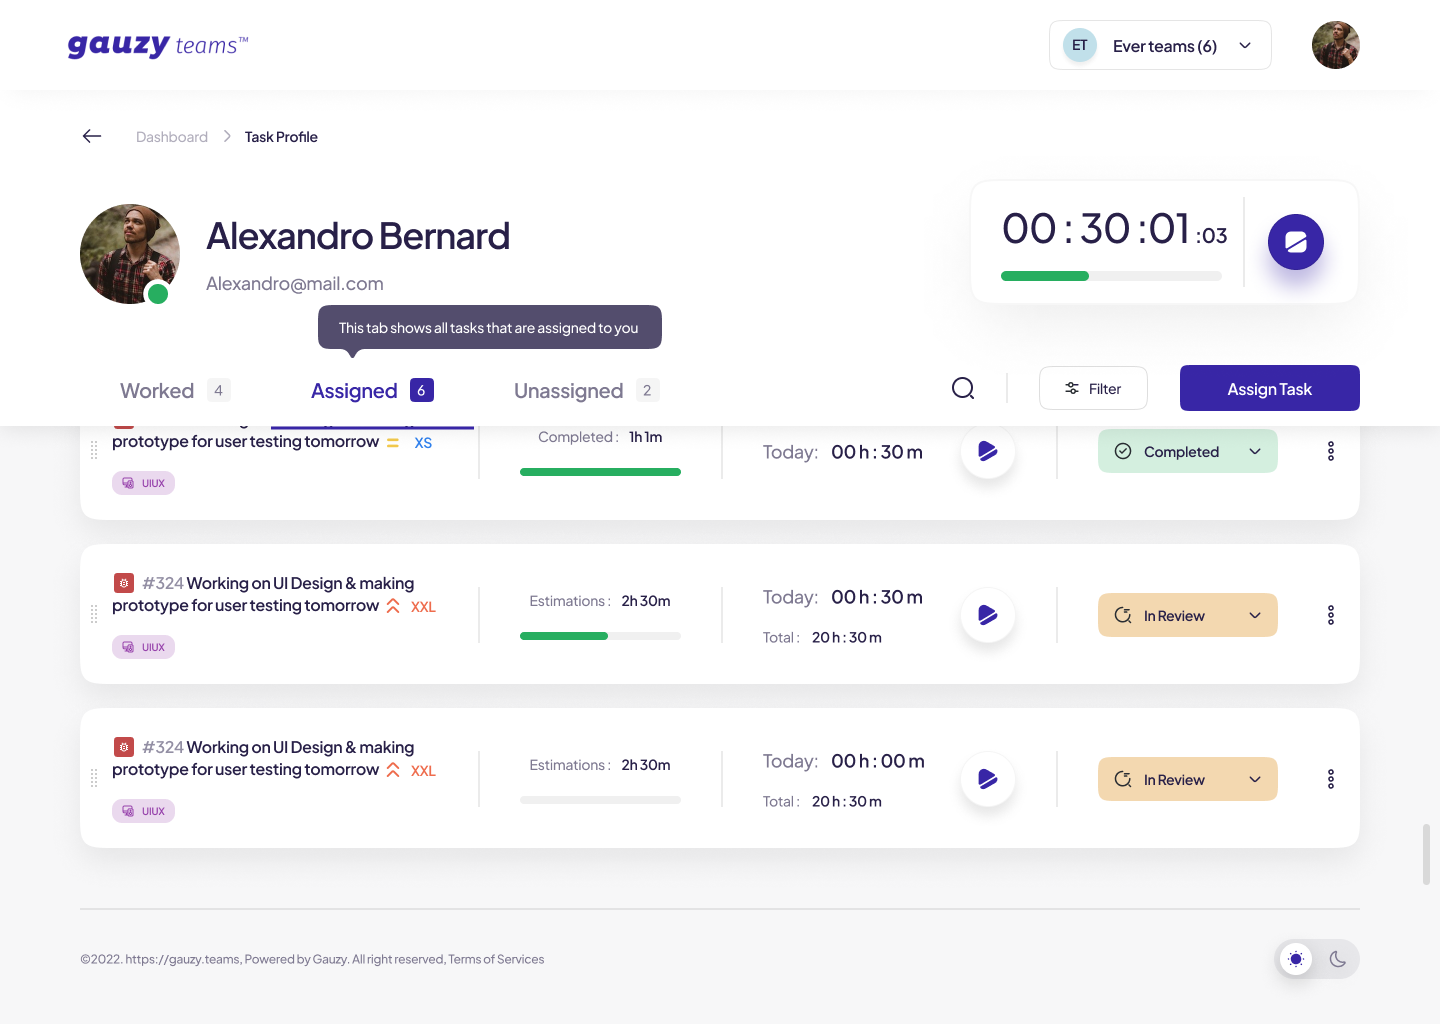 gauzy teams™
ET Ever teams (6)
Dashboard Task Profile
Alexandro Bernard
Alexandro@mail.com
00 : 30 :01 :03
This tab shows all tasks that are assigned to you
Worked 4 Assigned 6 Unassigned 2 Filter Assign Task
prototype for user testing tomorrow XS
Completed : 1h 1m
Today: 00 h : 30 m
Completed
UIUX
#324 Working on UI Design & making
prototype for user testing tomorrow XXL
UIUX
Estimations : 2h 30m
Today: 00 h : 30 m
Total : 20 h : 30 m
In Review
#324 Working on UI Design & making
prototype for user testing tomorrow XXL
UIUX
Estimations : 2h 30m
Today: 00 h : 00 m
Total : 20 h : 30 m
In Review
©2022. https://gauzy.teams, Powered by Gauzy. All right reserved, Terms of Services